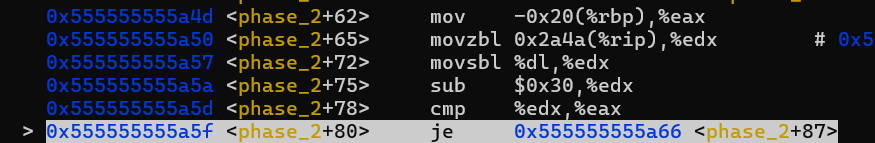 0x555555555a4d <phase_2+62> mov -0x20(%rbp),%eax
0x555555555a50 <phase_2+65> movzbl 0x2a4a(%rip),%edx # 0x5
0x555555555a57 <phase_2+72> movsbl %dl,%edx
0x555555555a5a <phase_2+75> sub $0x30,%edx
0x555555555a5d <phase_2+78> cmp %edx,%eax
> 0x555555555a5f <phase_2+80> je 0x555555555a66 <phase_2+87>